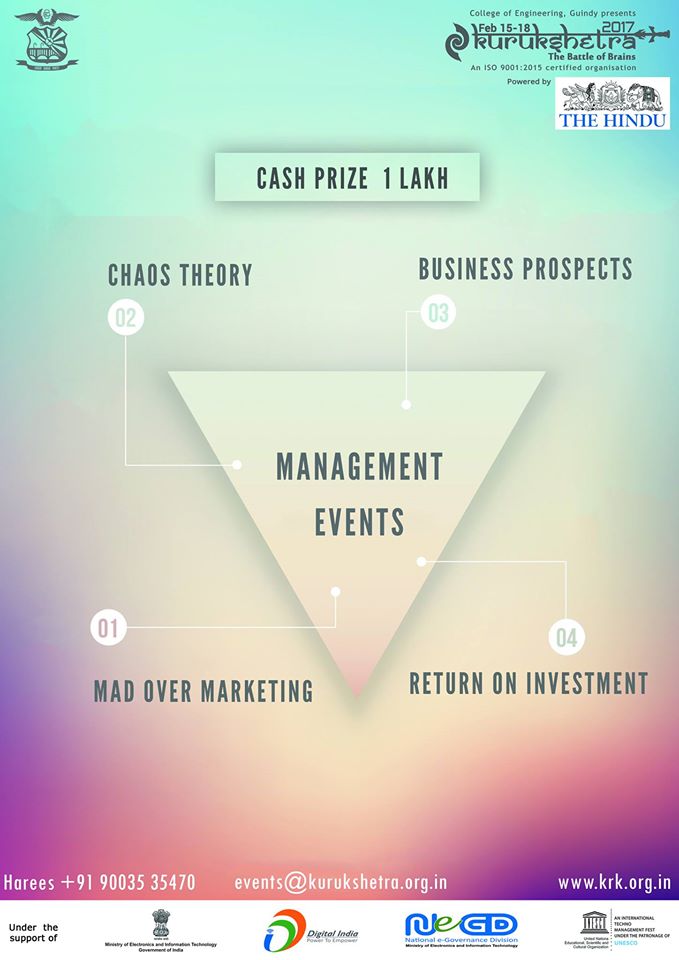 College of Engineering, Guindy presents
Feb 15-18 2017
kurukshetra
The Battle of Brains
An ISO 9001:2015 certified organisation
Powered by
THE HINDU
CASH PRIZE 1 LAKH
CHAOS THEORY
02
BUSINESS PROSPECTS
03
MANAGEMENT
EVENTS
01
MAD OVER MARKETING
04
RETURN ON INVESTMENT
Harees +91 90035 35470
events@kurukshetra.org.in
www.krk.org.in
Under the
support of
Ministry of Electronics and Information Technology
Government of India
Digital India
Power To Empower
NeGD
National e-Governance Division
Ministry of Electronics and Information Technology
United Nations
Educational, Scientific and
Cultural Organization
AN INTERNATIONAL
TECHNO
MANAGEMENT FEST
UNDER THE PATRONAGE OF
UNESCO